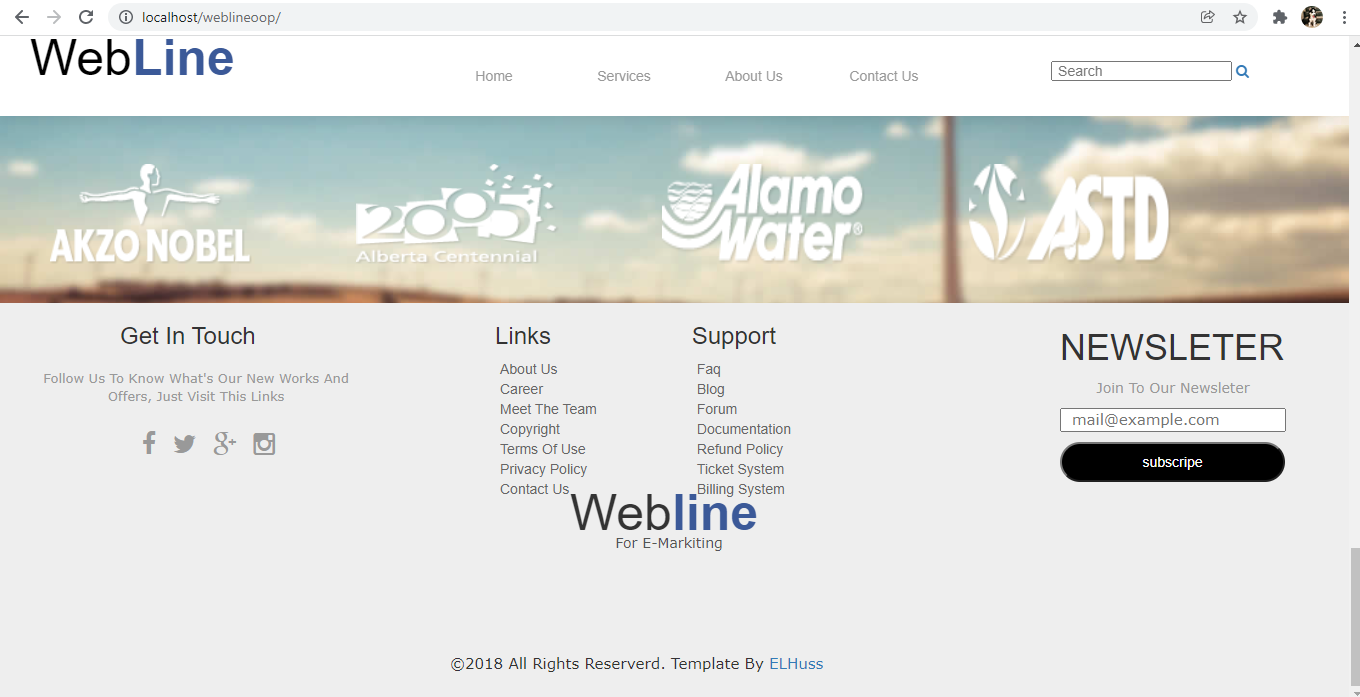 localhost/weblineoop/
WebLine
Home Services About Us Contact Us Search
AKZO NOBEL
2005
Alberta Centennial
Alamo
Water®
ASTD
Get In Touch
Follow Us To Know What's Our New Works And
Offers, Just Visit This Links
Links
About Us
Career
Meet The Team
Copyright
Terms Of Use
Privacy Policy
Contact Us
Support
Faq
Blog
Forum
Documentation
Refund Policy
Ticket System
Billing System
NEWSLETER
Join To Our Newsleter
mail@example.com
subscripe
Webline
For E-Markiting
©2018 All Rights Reserverd. Template By ELHuss